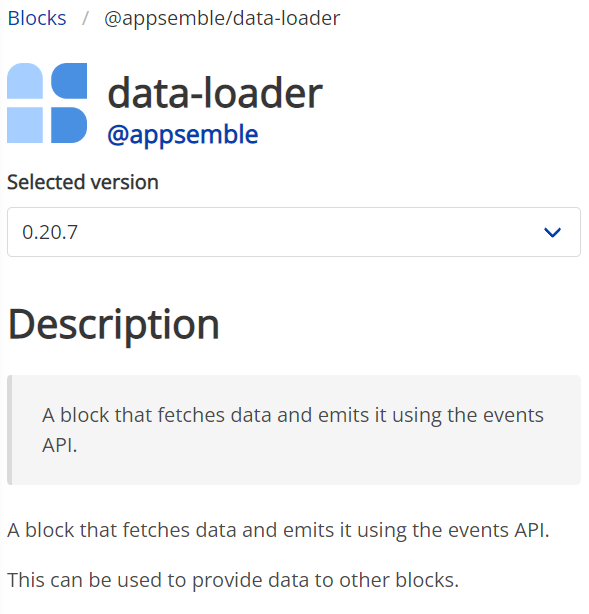 Blocks / @appsemble/data-loader
data-loader
@appsemble
Selected version
0.20.7
Description
A block that fetches data and emits it using the events
API.
A block that fetches data and emits it using the events API.
This can be used to provide data to other blocks.